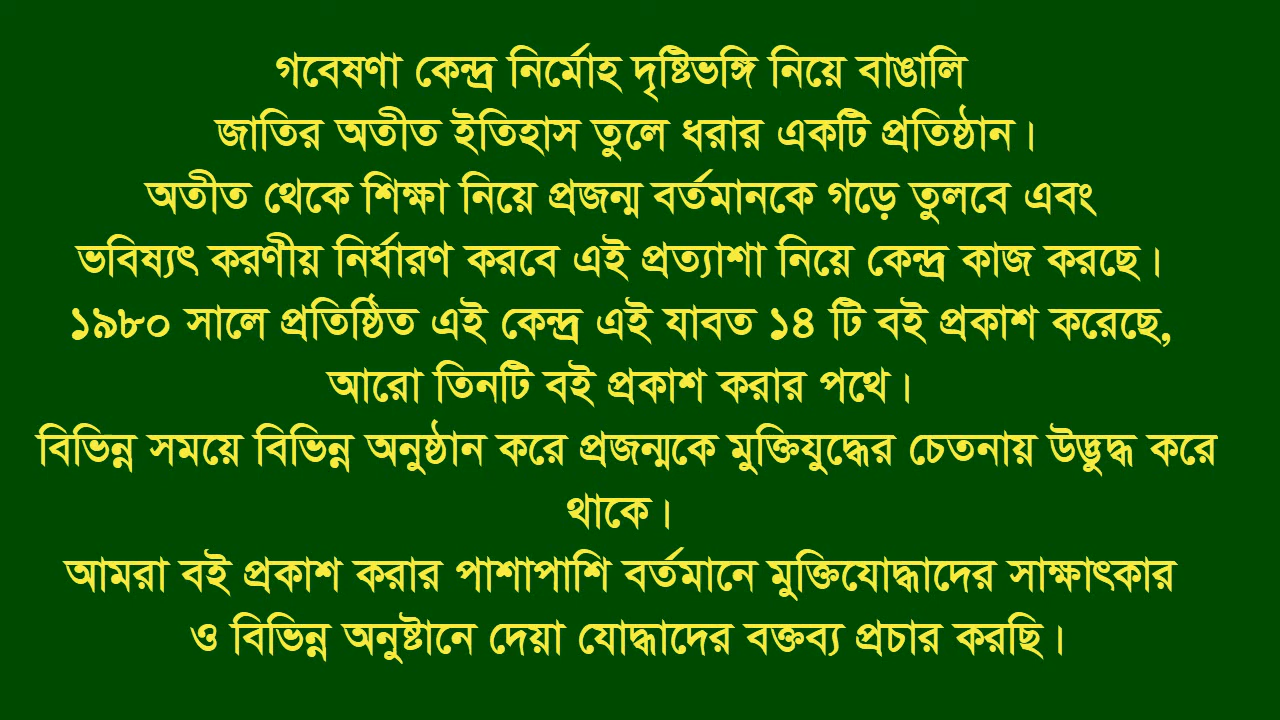 গবেষণা কেন্দ্র নির্মোহ দৃষ্টিভঙ্গি নিয়ে বাঙালি
জাতির অতীত ইতিহাস তুলে ধরার একটি প্রতিষ্ঠান।
অতীত থেকে শিক্ষা নিয়ে প্রজন্ম বর্তমানকে গড়ে তুলবে এবং
ভবিষ্যৎ করণীয় নির্ধারণ করবে এই প্রত্যাশা নিয়ে কেন্দ্র কাজ করছে।
১৯৮০ সালে প্রতিষ্ঠিত এই কেন্দ্র এই যাবত ১৪ টি বই প্রকাশ করেছে,
আরো তিনটি বই প্রকাশ করার পথে।
বিভিন্ন সময়ে বিভিন্ন অনুষ্ঠান করে প্রজন্মকে মুক্তিযুদ্ধের চেতনায় উদ্ভুদ্ধ করে
থাকে।
আমরা বই প্রকাশ করার পাশাপাশি বর্তমানে মুক্তিযোদ্ধাদের সাক্ষাৎকার
ও বিভিন্ন অনুষ্টানে দেয়া যোদ্ধাদের বক্তব্য প্রচার করছি।